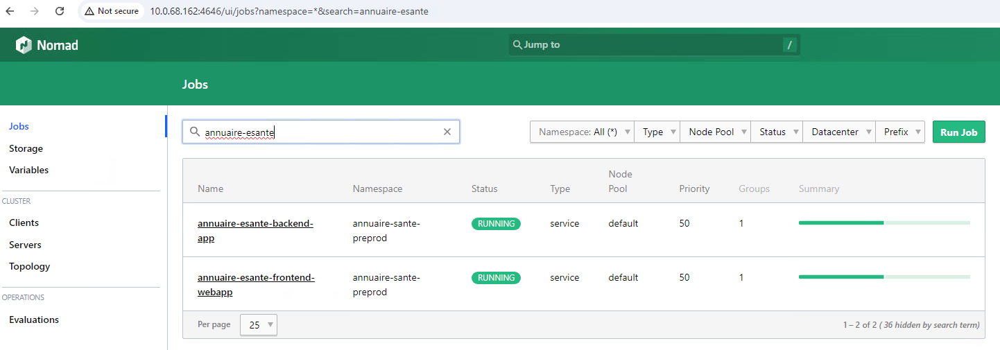 Not secure 10.0.68.162:4646/ui/jobs?namespace=*&search=annuaire-esante
Nomad
Jump to /
Jobs
Jobs
Storage
Variables
CLUSTER
Clients
Servers
Topology
OPERATIONS
Evaluations
annuaire-esante
Namespace: All (*) Type Node Pool Status Datacenter Prefix Run Job
Node
Name Namespace Status Type Pool Priority Groups Summary
annuaire-esante-backend- annuaire-sante- RUNNING service default 50 1
app preprod
annuaire-esante-frontend- annuaire-sante- RUNNING service default 50 1
webapp preprod
Per page 25 1 – 2 of 2 ( 36 hidden by search term)